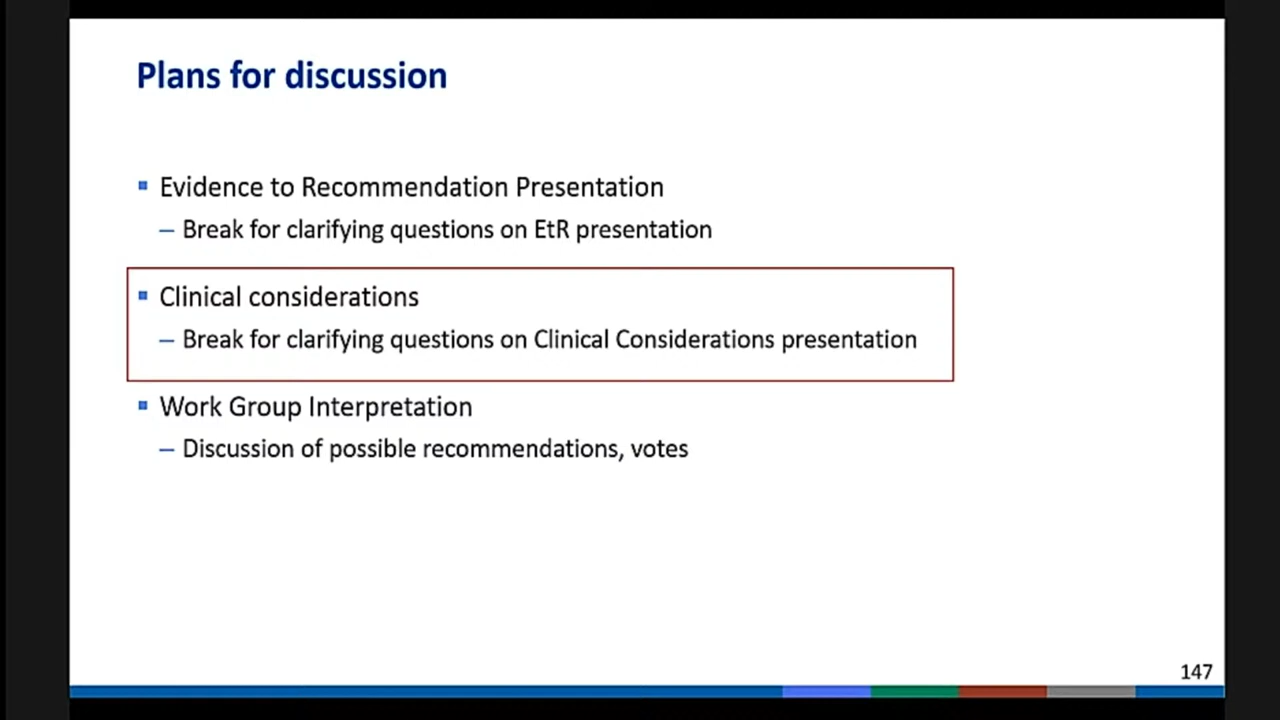 Plans for discussion
Evidence to Recommendation Presentation
– Break for clarifying questions on EtR presentation
Clinical considerations
– Break for clarifying questions on Clinical Considerations presentation
Work Group Interpretation
– Discussion of possible recommendations, votes
147